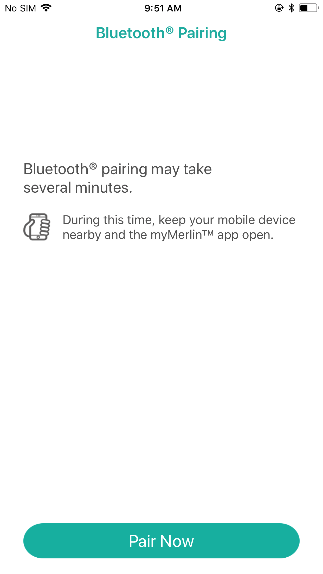 No SIM 9:51 AM
Bluetooth® Pairing
Bluetooth® pairing may take
several minutes.
During this time, keep your mobile device
nearby and the myMerlin™ app open.
Pair Now